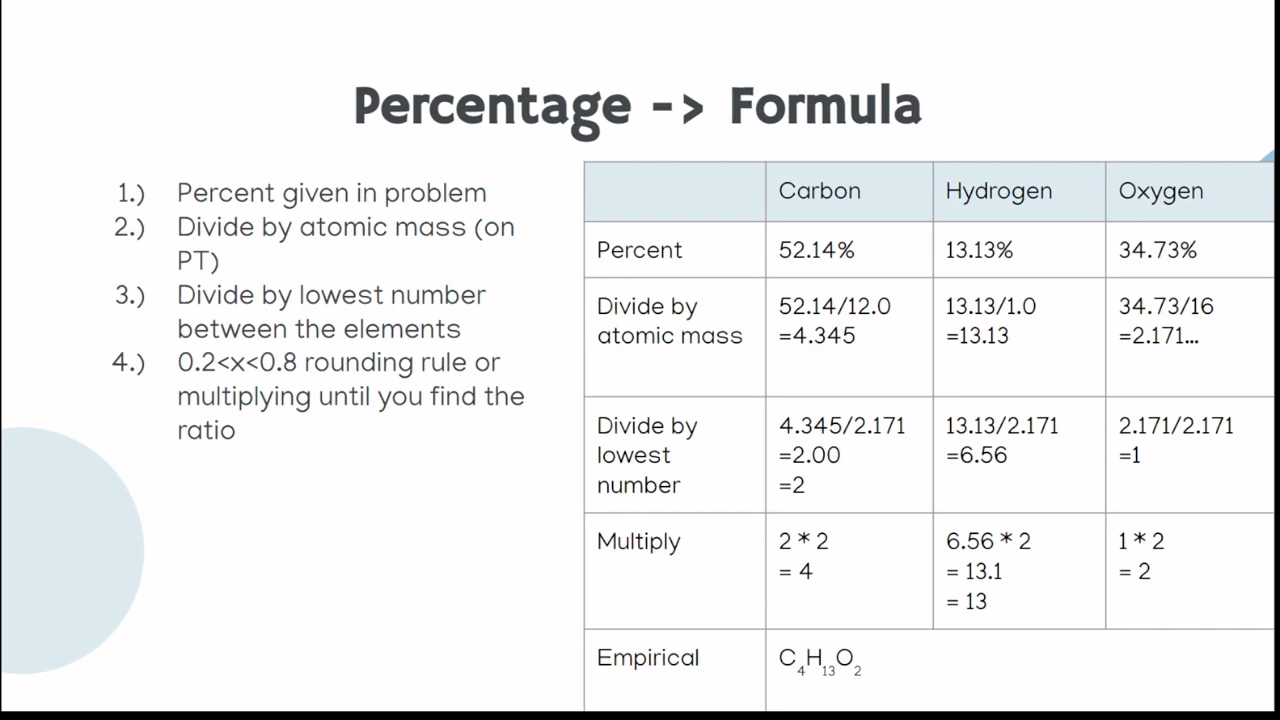 Percentage -> Formula
1.) Percent given in problem
2.) Divide by atomic mass (on
PT)
3.) Divide by lowest number
between the elements
4.) 0.2<x<0.8 rounding rule or
multiplying until you find the
ratio
Carbon Hydrogen Oxygen
Percent 52.14% 13.13% 34.73%
Divide by 52.14/12.0 13.13/1.0 34.73/16
atomic mass =4.345 =13.13 =2.171...
Divide by 4.345/2.171 13.13/2.171 2.171/2.171
lowest =2.00 =6.56 =1
number =2
Multiply 2 * 2 6.56 * 2 1 * 2
= 4 = 13.1 = 2
= 13
Empirical C4H13O2